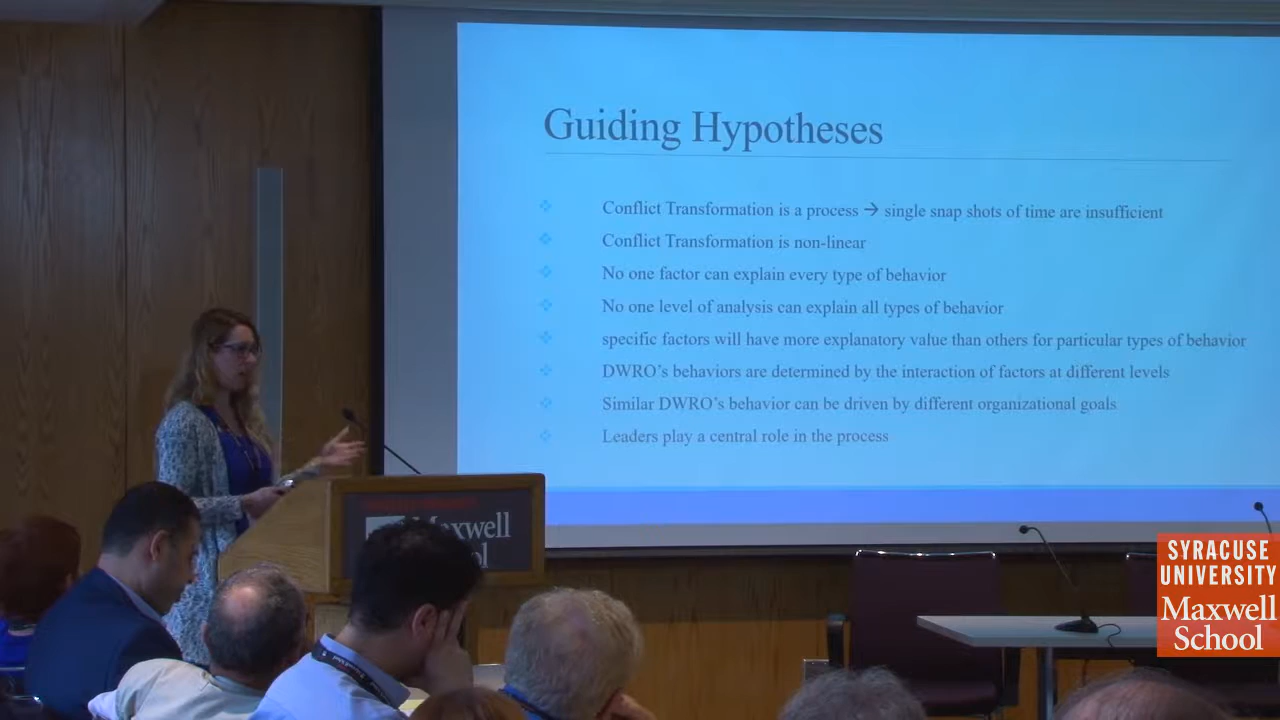 Guiding Hypotheses
Conflict Transformation is a process → single snap shots of time are insufficient
Conflict Transformation is non-linear
No one factor can explain every type of behavior
No one level of analysis can explain all types of behavior
specific factors will have more explanatory value than others for particular types of behavior
DWRO's behaviors are determined by the interaction of factors at different levels
Similar DWRO's behavior can be driven by different organizational goals
Leaders play a central role in the process
Maxwell
SYRACUSE
UNIVERSITY
Maxwell
School